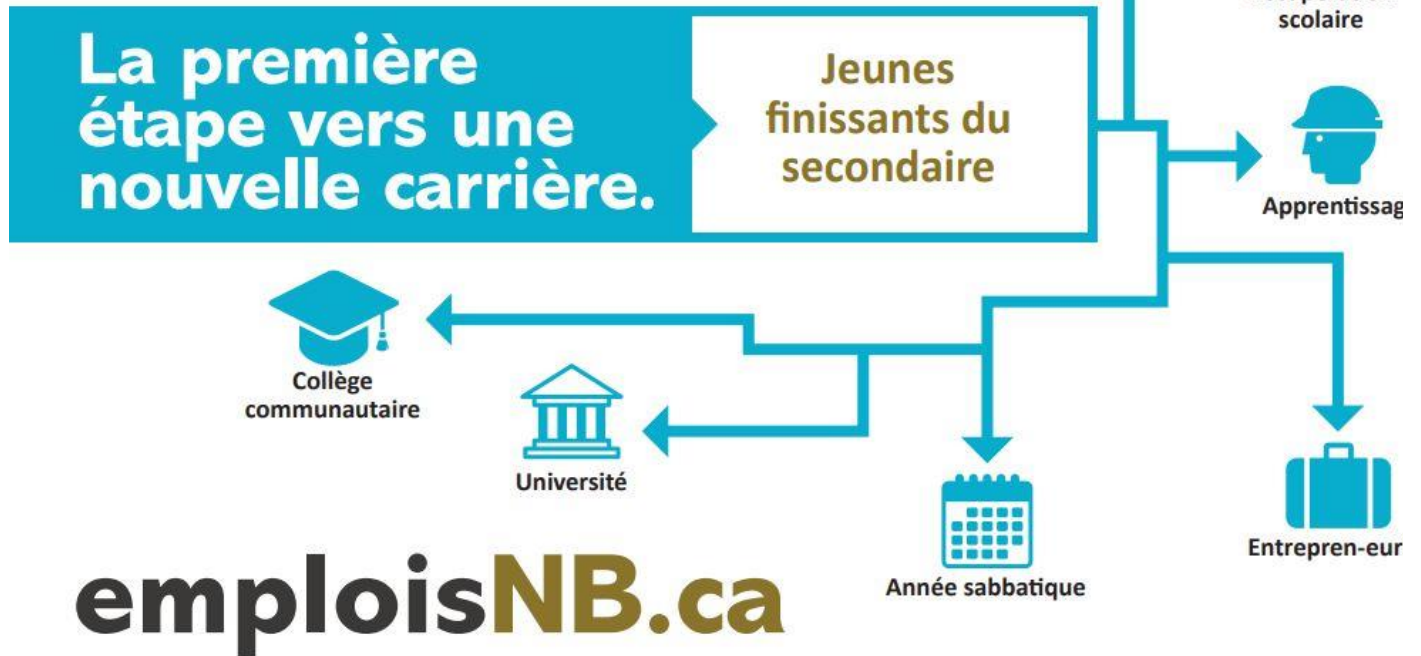 scolaire
La première
étape vers une
nouvelle carrière.
Jeunes
finissants du
secondaire
Apprentissag
Collège
communautaire
Université
Année sabbatique
Entrepren-eur
emploisNB.ca